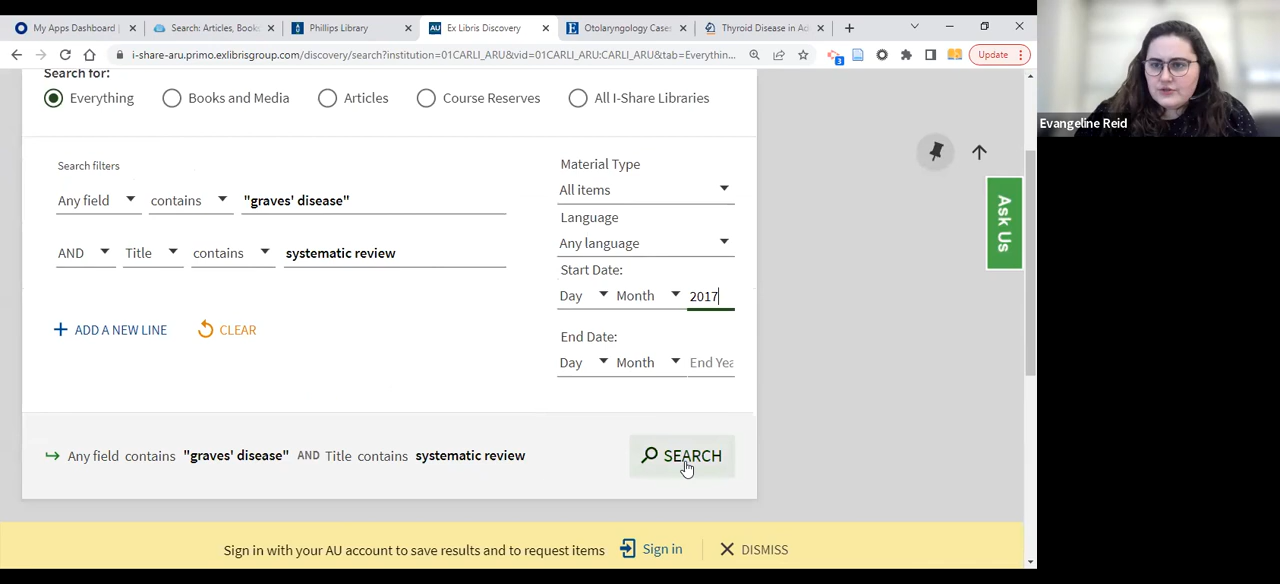 My Apps Dashboard | Search: Articles, Book: Phillips Library Ex Libris Discovery Otolaryngology Case: Thyroid Disease in Ad
i-share-aru.primo.exlibrisgroup.com/discovery/search?institution=01CARLI_ARU&vid=01CARLI_ARU:CARLI_ARU&tab=Everythin... 3 Update
Search for:
Everything Books and Media Articles Course Reserves All I-Share Libraries
Evangeline Reid
Search filters
Material Type
Any field contains "graves' disease"
All items
Language
AND Title contains systematic review
Any language
Start Date:
Day Month 2017
ADD A NEW LINE CLEAR
End Date:
Day Month End Yea
Ask Us
Any field contains "graves' disease" AND Title contains systematic review
SEARCH
Sign in with your AU account to save results and to request items Sign in DISMISS